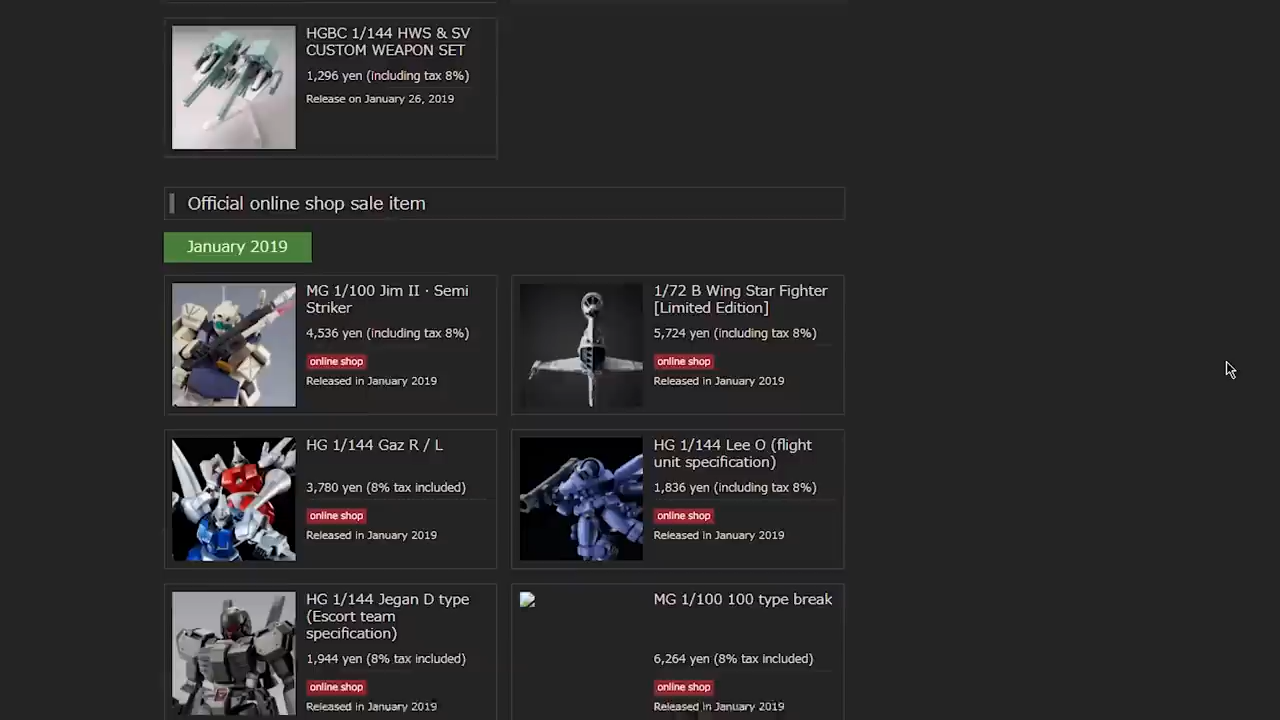 HGBC 1/144 HWS & SV
CUSTOM WEAPON SET
1,296 yen (including tax 8%)
Release on January 26, 2019
Official online shop sale item
January 2019
MG 1/100 Jim II · Semi
Striker
4,536 yen (including tax 8%)
online shop
Released in January 2019
1/72 B Wing Star Fighter
[Limited Edition]
5,724 yen (including tax 8%)
online shop
Released in January 2019
HG 1/144 Gaz R / L
3,780 yen (8% tax included)
online shop
Released in January 2019
HG 1/144 Lee O (flight
unit specification)
1,836 yen (including tax 8%)
online shop
Released in January 2019
HG 1/144 Jegan D type
(Escort team
specification)
1,944 yen (8% tax included)
online shop
Released in January 2019
MG 1/100 100 type break
6,264 yen (8% tax included)
online shop
Released in January 2019